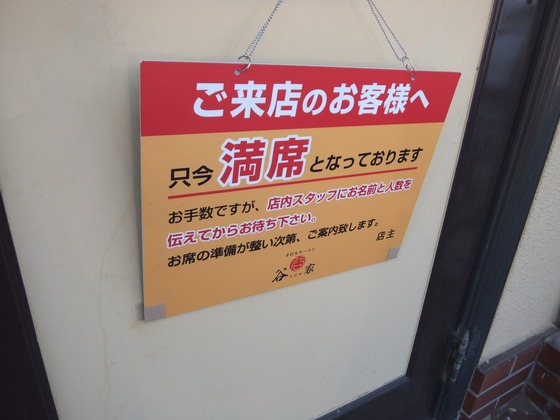 ご来店のお客様へ
只今 満席 となっております
お手数ですが、店内スタッフにお名前と人数を
伝えてからお待ち下さい。
お席の準備が整い次第、ご案内致します。
店主
谷 家